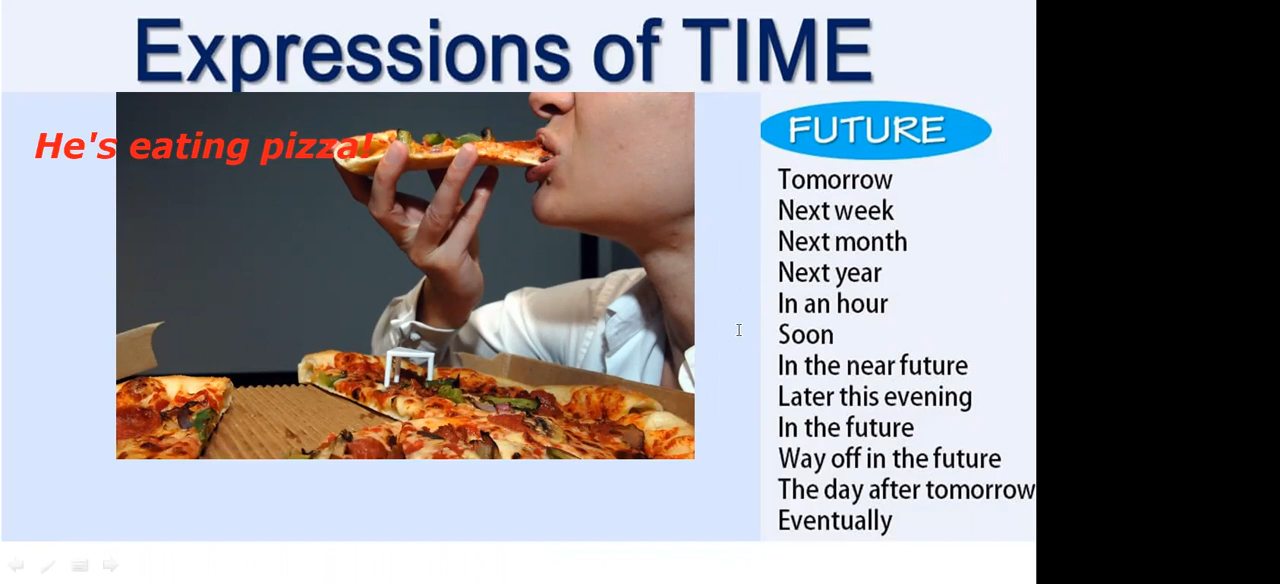 Expressions of TIME
He's eating pizza!
FUTURE
Tomorrow
Next week
Next month
Next year
In an hour
Soon
In the near future
Later this evening
In the future
Way off in the future
The day after tomorrow
Eventually